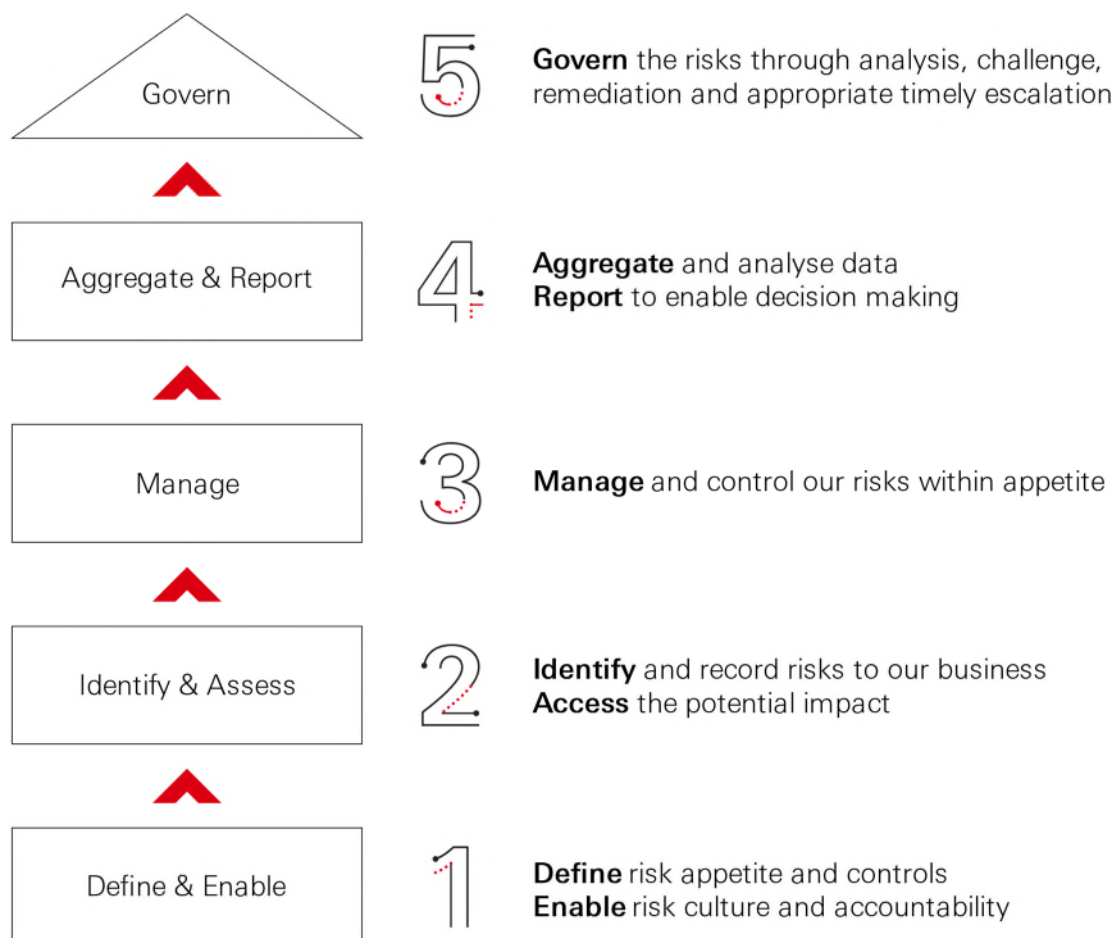 Govern
5
Govern the risks through analysis, challenge,
remediation and appropriate timely escalation
Aggregate & Report
4
Aggregate and analyse data
Report to enable decision making
Manage
3
Manage and control our risks within appetite
Identify & Assess
2
Identify and record risks to our business
Access the potential impact
Define & Enable
1
Define risk appetite and controls
Enable risk culture and accountability